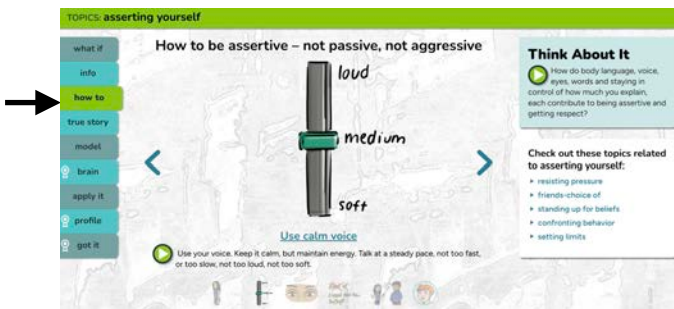 TOPICS: asserting yourself
what if
info
how to
true story
model
brain
apply it
profile
got it
How to be assertive – not passive, not aggressive
loud
medium
soft
Use calm voice
Use your voice. Keep it calm, but maintain energy. Talk at a steady pace, not too fast,
or too slow, not too loud, not too soft.
Think About It
How do body language, voice,
eyes, words and staying in
control of how much you explain,
each contribute to being assertive and
getting respect?
Check out these topics related
to asserting yourself:
resisting pressure
friends-choice of
standing up for beliefs
confronting behavior
setting limits